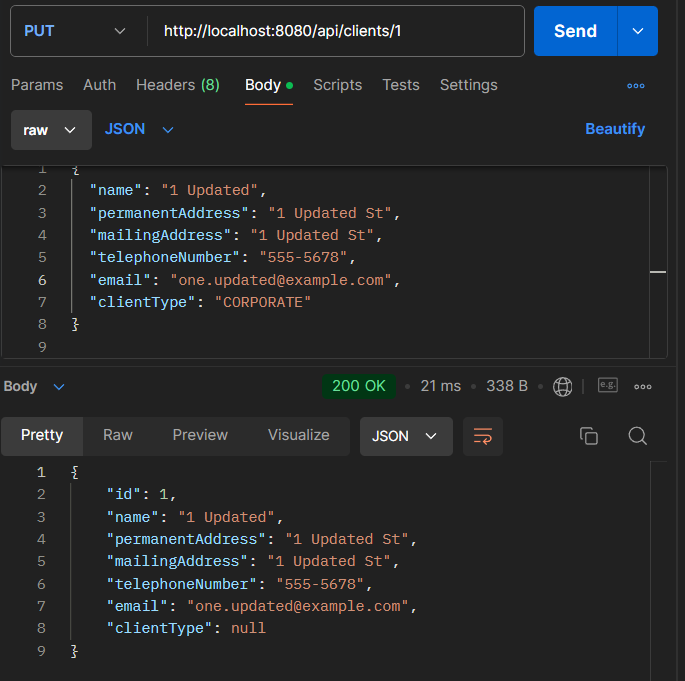 PUT http://localhost:8080/api/clients/1 Send
Params Auth Headers (8) Body Scripts Tests Settings
raw JSON Beautify
1 {
2 "name": "1 Updated",
3 "permanentAddress": "1 Updated St",
4 "mailingAddress": "1 Updated St",
5 "telephoneNumber": "555-5678",
6 "email": "one.updated@example.com",
7 "clientType": "CORPORATE"
8 }
9
Body 200 OK 21 ms 338 B e.g.
Pretty Raw Preview Visualize JSON
1 {
2 "id": 1,
3 "name": "1 Updated",
4 "permanentAddress": "1 Updated St",
5 "mailingAddress": "1 Updated St",
6 "telephoneNumber": "555-5678",
7 "email": "one.updated@example.com",
8 "clientType": null
9 }